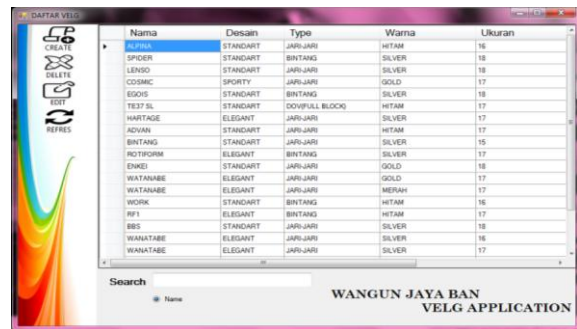 DAFTAR VELG
CREATE
DELETE
EDIT
REFRES
Nama Desain Type Warna Ukuran
ALPINA STANDART JARI-JARI HITAM 16
SPIDER STANDART BINTANG SILVER 18
LENSO STANDART JARI-JARI SILVER 18
COSMIC SPORTY JARI-JARI GOLD 17
EGOIS STANDART BINTANG SILVER 18
TE37 SL STANDART DOV(FULL BLOCK) HITAM 17
HARTAGE ELEGANT JARI-JARI SILVER 17
ADVAN STANDART JARI-JARI HITAM 17
BINTANG STANDART JARI-JARI SILVER 15
ROTIFORM ELEGANT BINTANG SILVER 17
ENKEI STANDART JARI-JARI GOLD 18
WATANABE ELEGANT JARI-JARI GOLD 17
WATANABE ELEGANT JARI-JARI MERAH 17
WORK STANDART BINTANG HITAM 16
RF1 ELEGANT BINTANG HITAM 17
BBS STANDART JARI-JARI SILVER 18
WANATABE ELEGANT JARI-JARI SILVER 16
WANATABE ELEGANT JARI-JARI SILVER 17
Search
Name
WANGUN JAYA BAN
VELG APPLICATION